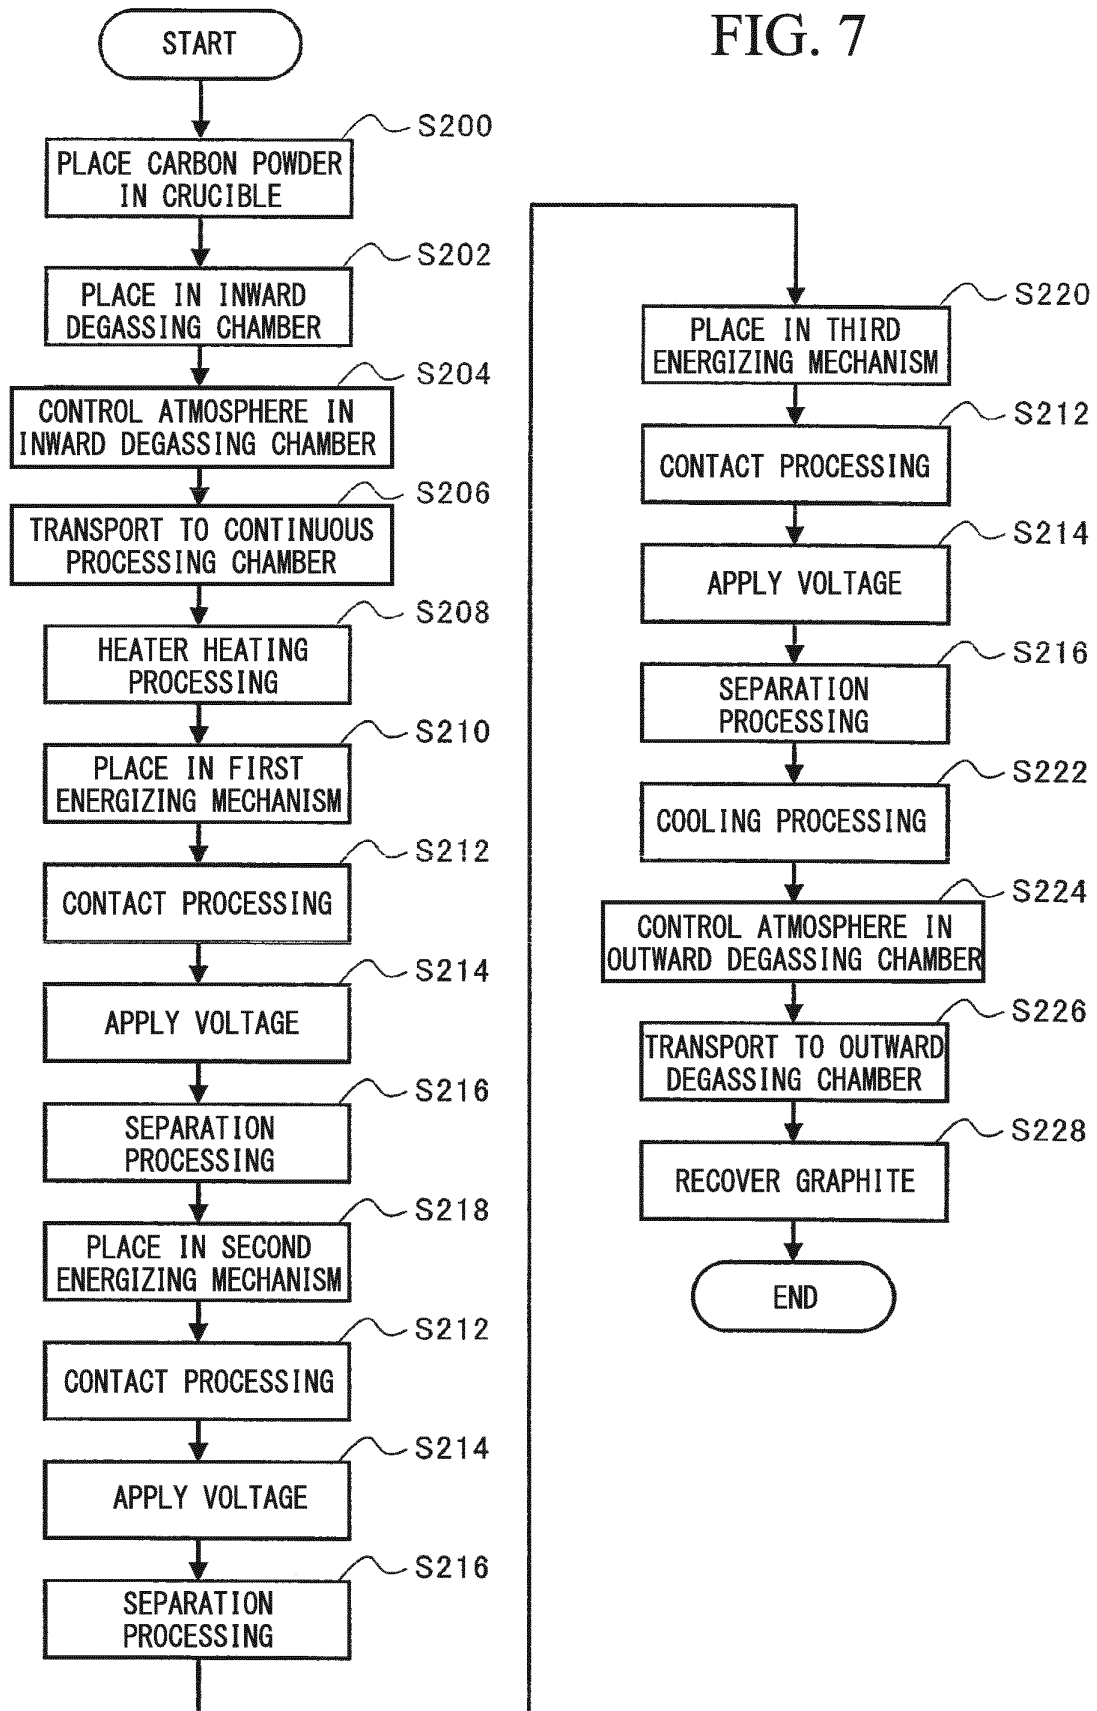 FIG. 7
START
S200
PLACE CARBON POWDER
IN CRUCIBLE
S202
PLACE IN INWARD
DEGASSING CHAMBER
S204
CONTROL ATMOSPHERE IN
INWARD DEGASSING CHAMBER
S206
TRANSPORT TO CONTINUOUS
PROCESSING CHAMBER
S208
HEATER HEATING
PROCESSING
S210
PLACE IN FIRST
ENERGIZING MECHANISM
S212
CONTACT PROCESSING
S214
APPLY VOLTAGE
S216
SEPARATION
PROCESSING
S218
PLACE IN SECOND
ENERGIZING MECHANISM
S212
CONTACT PROCESSING
S214
APPLY VOLTAGE
S216
SEPARATION
PROCESSING
S220
PLACE IN THIRD
ENERGIZING MECHANISM
S212
CONTACT PROCESSING
S214
APPLY VOLTAGE
S216
SEPARATION
PROCESSING
S222
COOLING PROCESSING
S224
CONTROL ATMOSPHERE IN
OUTWARD DEGASSING CHAMBER
S226
TRANSPORT TO OUTWARD
DEGASSING CHAMBER
S228
RECOVER GRAPHITE
END